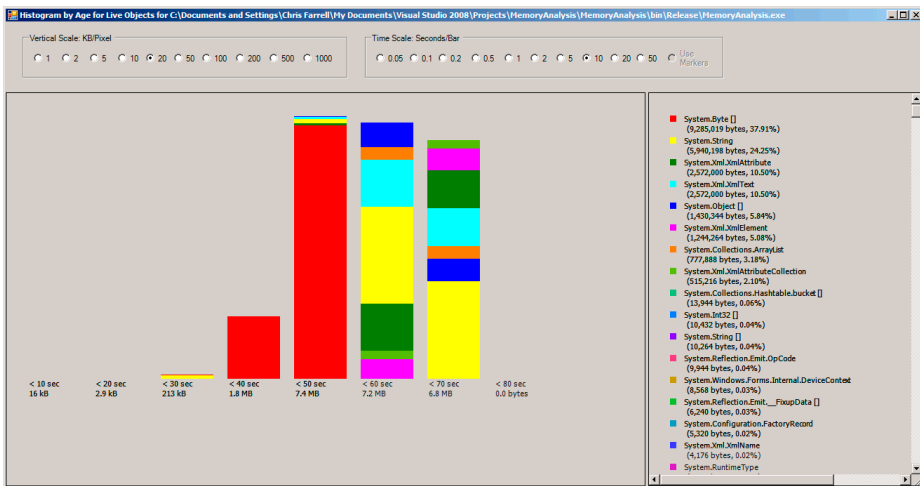 Histogram by Age for Live Objects for C:\Documents and Settings\Chris Farrell\My Documents\Visual Studio 2008\Projects\MemoryAnalysis\MemoryAnalysis\bin\Release\MemoryAnalysis.exe
Vertical Scale: KB/Pixel
1 2 5 10 20 50 100 200 500 1000
Time Scale: Seconds/Bar
0.05 0.1 0.2 0.5 1 2 5 10 20 50 Use Markers
< 10 sec
16 kB
< 20 sec
2.9 kB
< 30 sec
213 kB
< 40 sec
1.8 MB
< 50 sec
7.4 MB
< 60 sec
7.2 MB
< 70 sec
6.8 MB
< 80 sec
0.0 bytes
System.Byte []
(9,285,019 bytes, 37.91%)
System.String
(5,940,198 bytes, 24.25%)
System.Xml.XmlAttribute
(2,572,000 bytes, 10.50%)
System.Xml.XmlText
(2,572,000 bytes, 10.50%)
System.Object []
(1,430,344 bytes, 5.84%)
System.Xml.XmlElement
(1,244,264 bytes, 5.08%)
System.Collections.ArrayList
(777,888 bytes, 3.18%)
System.Xml.XmlAttributeCollection
(515,216 bytes, 2.10%)
System.Collections.Hashtable.bucket []
(13,944 bytes, 0.06%)
System.Int32 []
(10,432 bytes, 0.04%)
System.String []
(10,264 bytes, 0.04%)
System.Reflection.Emit.OpCode
(9,944 bytes, 0.04%)
System.Windows.Forms.Internal.DeviceContext
(8,568 bytes, 0.03%)
System.Reflection.Emit.__FixupData []
(6,240 bytes, 0.03%)
System.Configuration.FactoryRecord
(5,320 bytes, 0.02%)
System.Xml.XmlName
(4,176 bytes, 0.02%)
System.RuntimeType